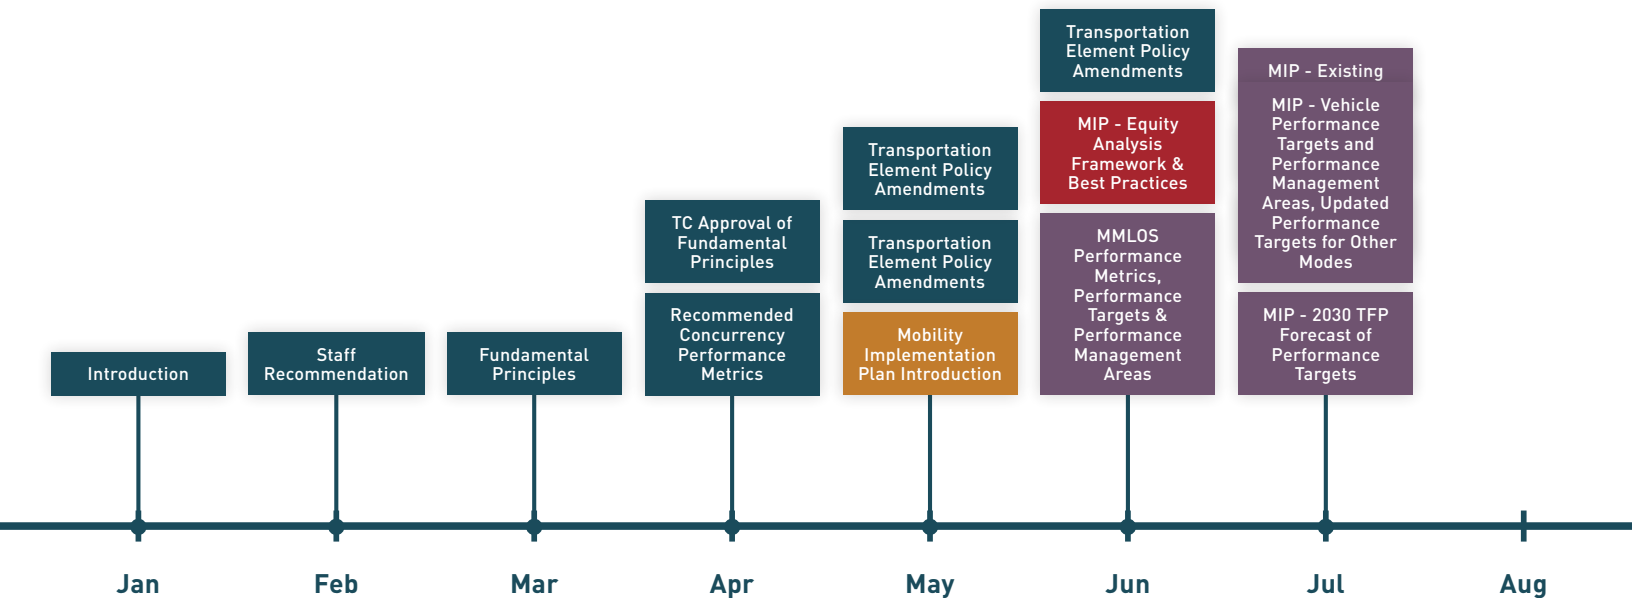 Introduction
Staff
Recommendation
Fundamental
Principles
TC Approval of
Fundamental
Principles
Recommended
Concurrency
Performance
Metrics
Transportation
Element Policy
Amendments
Transportation
Element Policy
Amendments
Mobility
Implementation
Plan Introduction
Transportation
Element Policy
Amendments
MIP - Equity
Analysis
Framework &
Best Practices
MMLOS
Performance
Metrics,
Performance
Targets &
Performance
Management
Areas
MIP - Existing
MIP - Vehicle
Performance
Targets and
Performance
Management
Areas, Updated
Performance
Targets for Other
Modes
MIP - 2030 TFP
Forecast of
Performance
Targets
Jan
Feb
Mar
Apr
May
Jun
Jul
Aug